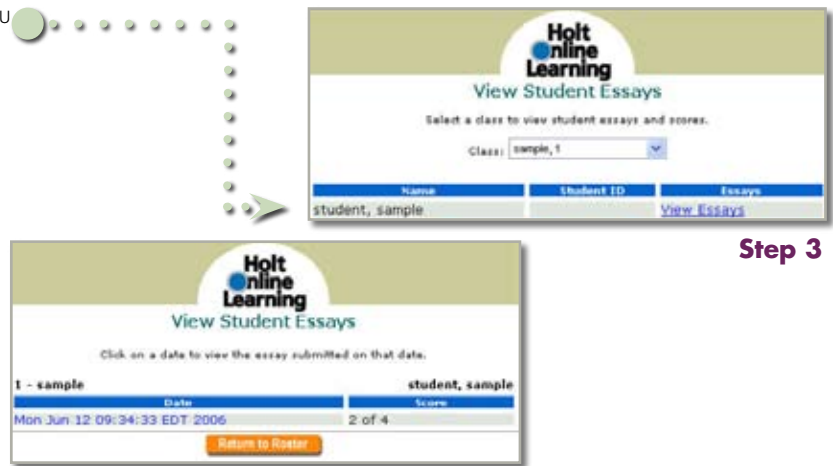 U
Holt
Online
Learning
View Student Essays
Select a class to view student essays and scores.
Class: sample, 1
Name Student ID Essays
student, sample View Essays
Step 3
Holt
Online
Learning
View Student Essays
Click on a date to view the essay submitted on that date.
1 - sample student, sample
Date Score
Mon Jun 12 09:34:33 EDT 2006 2 of 4
Return to Roster